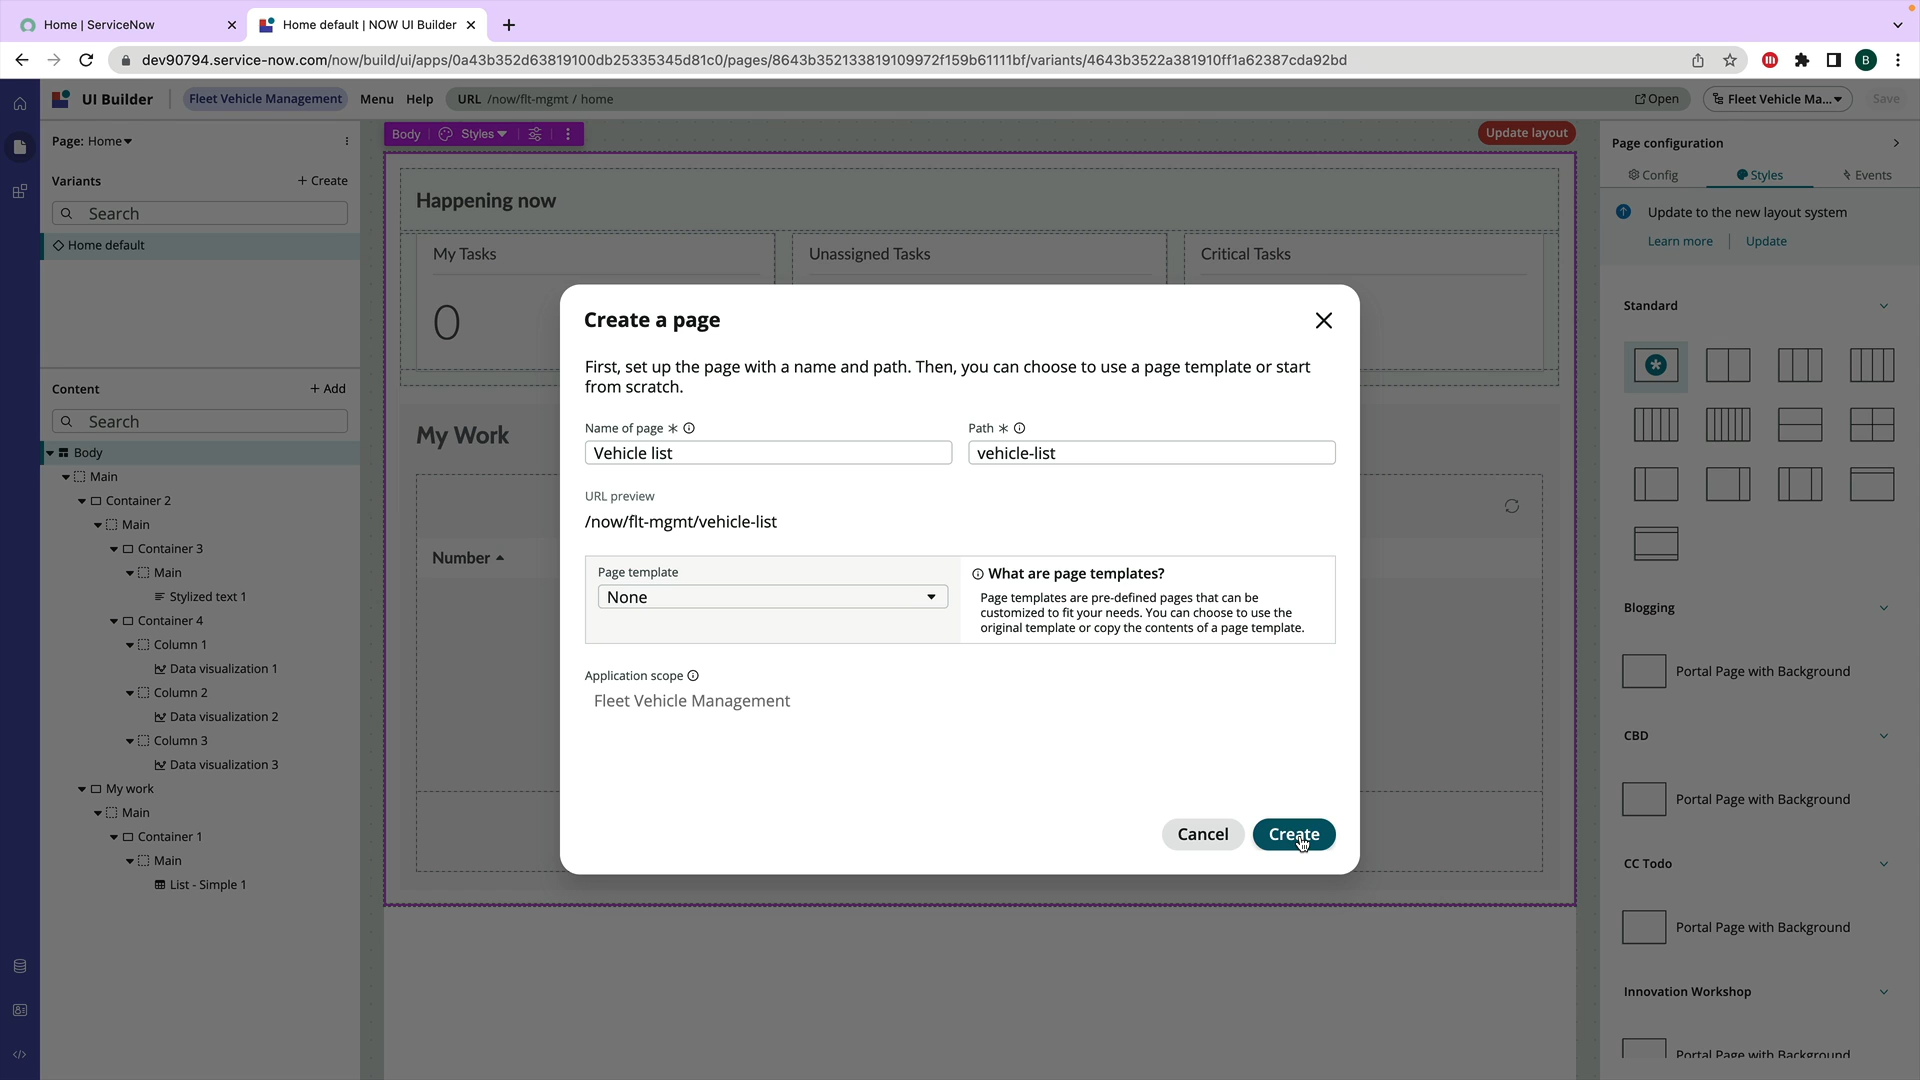 Home | ServiceNow
Home default | NOW UI Builder
dev90794.service-now.com/now/build/ui/apps/0a43b352d63819100db25335345d81c0/pages/8643b352133819109972f159b61111bf/variants/4643b3522a381910ff1a62387cda92bd
B
UI Builder
Fleet Vehicle Management
Menu
Help
URL /now/flt-mgmt / home
Open
Fleet Vehicle Ma...
Save
Page: Home
Variants
+ Create
Search
Home default
Content
+ Add
Search
Body
Main
Container 2
Main
Container 3
Main
Stylized text 1
Container 4
Column 1
Data visualization 1
Column 2
Data visualization 2
Column 3
Data visualization 3
My work
Main
Container 1
Main
List - Simple 1
Body
Styles
Update layout
Happening now
My Tasks
Unassigned Tasks
Critical Tasks
0
My Work
Number
Create a page
First, set up the page with a name and path. Then, you can choose to use a page template or start
from scratch.
Name of page *
Path *
Vehicle list
vehicle-list
URL preview
/now/flt-mgmt/vehicle-list
Page template
None
What are page templates?
Page templates are pre-defined pages that can be
customized to fit your needs. You can choose to use the
original template or copy the contents of a page template.
Application scope
Fleet Vehicle Management
Cancel
Create
Page configuration
Config
Styles
Events
Update to the new layout system
Learn more
Update
Standard
Blogging
Portal Page with Background
CBD
Portal Page with Background
CC Todo
Portal Page with Background
Innovation Workshop
Portal Page with Background